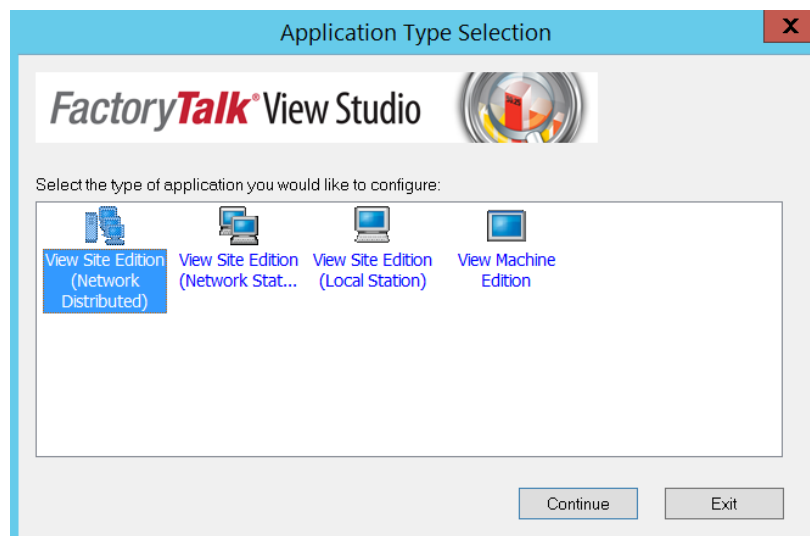 Application Type Selection
X
FactoryTalk® View Studio
Select the type of application you would like to configure:
View Site Edition
(Network
Distributed)
View Site Edition
(Network Stat...
View Site Edition
(Local Station)
View Machine
Edition
Continue
Exit